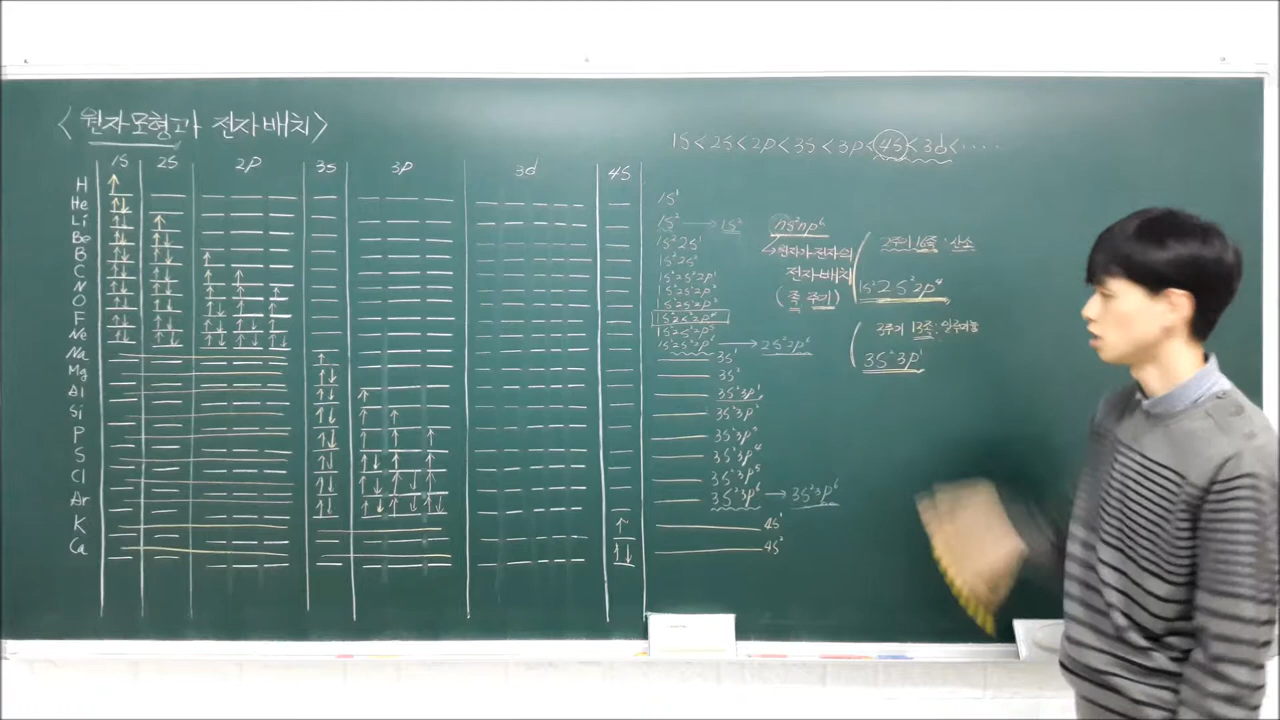 <원자모형과 전자배치>
1S<2S<2P<3S<3P<4S<3d<····
1S 2S 2P 3S 3P 3d 4S
H 1S¹
He 1S² → 1S²
nS²nP⁶
Li 1S²2S¹
Be 1S²2S²
B 1S²2S²2P¹
C 1S²2S²2P²
N 1S²2S²2P³
O 1S²2S²2P⁴
F 1S²2S²2P⁵
Ne 1S²2S²2P⁶ → 2S²2P⁶
Na 3S¹
Mg 3S²
Al 3S²3P¹
Si 3S²3P²
P 3S²3P³
S 3S²3P⁴
Cl 3S²3P⁵
Ar 3S²3P⁶ → 3S²3P⁶
K 4S¹
Ca 4S²
원자가전자의
전자배치
(족 주기)
2주기 16족 : 산소
1S²2S²2P⁴
3주기 13족 : 알루미늄
3S²3P¹